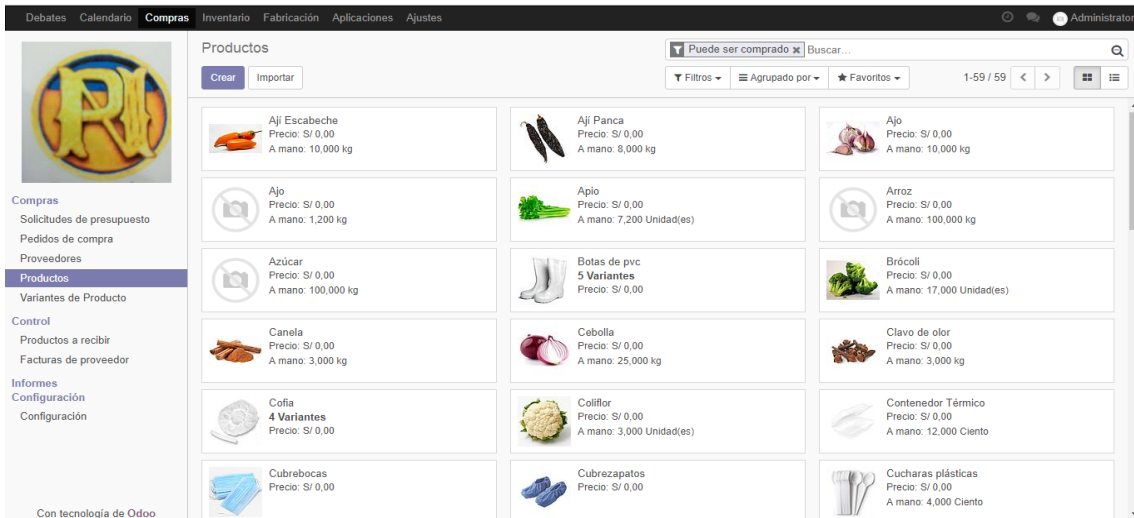 Debates Calendario Compras Inventario Fabricación Aplicaciones Ajustes Administrator
RI
Compras
Solicitudes de presupuesto
Pedidos de compra
Proveedores
Productos
Variantes de Producto
Control
Productos a recibir
Facturas de proveedor
Informes
Configuración
Configuración
Con tecnología de Odoo
Productos
Puede ser comprado x Buscar...
Crear Importar
Filtros Agrupado por Favoritos 1-59 / 59
Ají Escabeche
Precio: S/ 0,00
A mano: 10,000 kg
Ají Panca
Precio: S/ 0,00
A mano: 8,000 kg
Ajo
Precio: S/ 0,00
A mano: 10,000 kg
Ajo
Precio: S/ 0,00
A mano: 1,200 kg
Apio
Precio: S/ 0,00
A mano: 7,200 Unidad(es)
Arroz
Precio: S/ 0,00
A mano: 100,000 kg
Azúcar
Precio: S/ 0,00
A mano: 100,000 kg
Botas de pvc
5 Variantes
Precio: S/ 0,00
Brócoli
Precio: S/ 0,00
A mano: 17,000 Unidad(es)
Canela
Precio: S/ 0,00
A mano: 3,000 kg
Cebolla
Precio: S/ 0,00
A mano: 25,000 kg
Clavo de olor
Precio: S/ 0,00
A mano: 3,000 kg
Cofia
4 Variantes
Precio: S/ 0,00
Coliflor
Precio: S/ 0,00
A mano: 3,000 Unidad(es)
Contenedor Térmico
Precio: S/ 0,00
A mano: 12,000 Ciento
Cubrebocas
Precio: S/ 0,00
Cubrezapatos
Precio: S/ 0,00
Cucharas plásticas
Precio: S/ 0,00
A mano: 4,000 Ciento